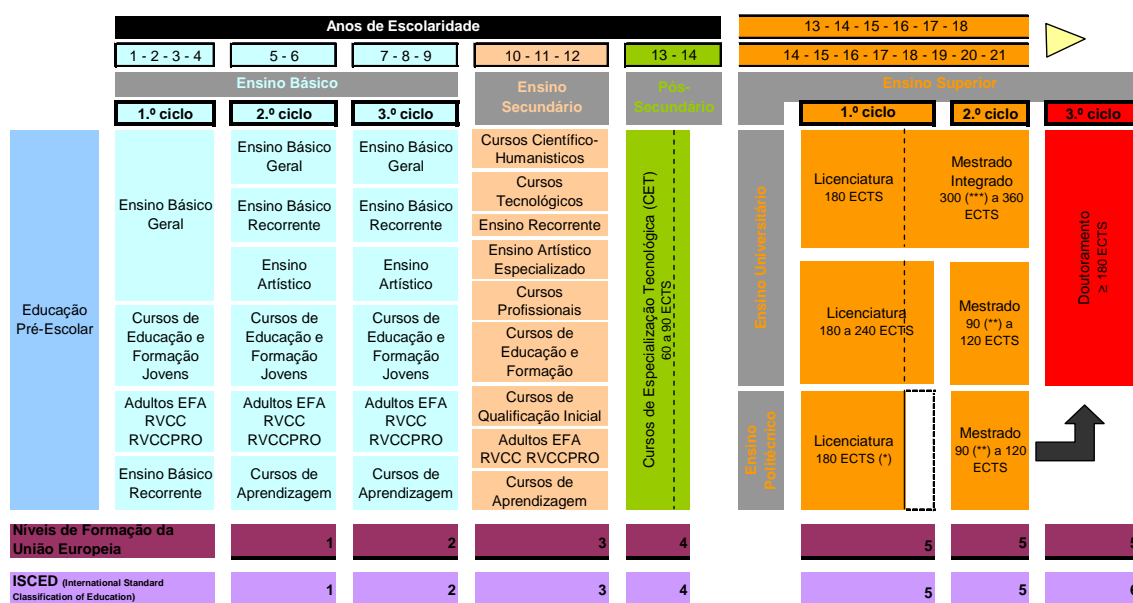 Anos de Escolaridade
13 - 14 - 15 - 16 - 17 - 18
1 - 2 - 3 - 4
5 - 6
7 - 8 - 9
10 - 11 - 12
13 - 14
14 - 15 - 16 - 17 - 18 - 19 - 20 - 21
Ensino Básico
Ensino
Secundário
Pós-
Secundário
Ensino Superior
1.º ciclo
2.º ciclo
3.º ciclo
1.º ciclo
2.º ciclo
3.º ciclo
Educação
Pré-Escolar
Ensino Básico
Geral
Cursos de
Educação e
Formação
Jovens
Adultos EFA
RVCC
RVCCPRO
Ensino Básico
Recorrente
Ensino Básico
Geral
Ensino Básico
Recorrente
Ensino
Artístico
Cursos de
Educação e
Formação
Jovens
Adultos EFA
RVCC
RVCCPRO
Cursos de
Aprendizagem
Ensino Básico
Geral
Ensino Básico
Recorrente
Ensino
Artístico
Cursos de
Educação e
Formação
Jovens
Adultos EFA
RVCC
RVCCPRO
Cursos de
Aprendizagem
Cursos Científico-
Humanisticos
Cursos
Tecnológicos
Ensino Recorrente
Ensino Artístico
Especializado
Cursos
Profissionais
Cursos de
Educação e
Formação
Cursos de
Qualificação Inicial
Adultos EFA
RVCC RVCCPRO
Cursos de
Aprendizagem
Cursos de Especialização Tecnológica (CET)
60 a 90 ECTS
Ensino Universitário
Licenciatura
180 ECTS
Mestrado
Integrado
300 (***) a 360
ECTS
Licenciatura
180 a 240 ECTS
Mestrado
90 (**) a
120 ECTS
Doutoramento
≥ 180 ECTS
Ensino
Politécnico
Licenciatura
180 ECTS (*)
Mestrado
90 (**) a 120
ECTS
Níveis de Formação da
União Europeia
1
2
3
4
5
5
5
ISCED (International Standard
Classification of Education)
1
2
3
4
5
5
6